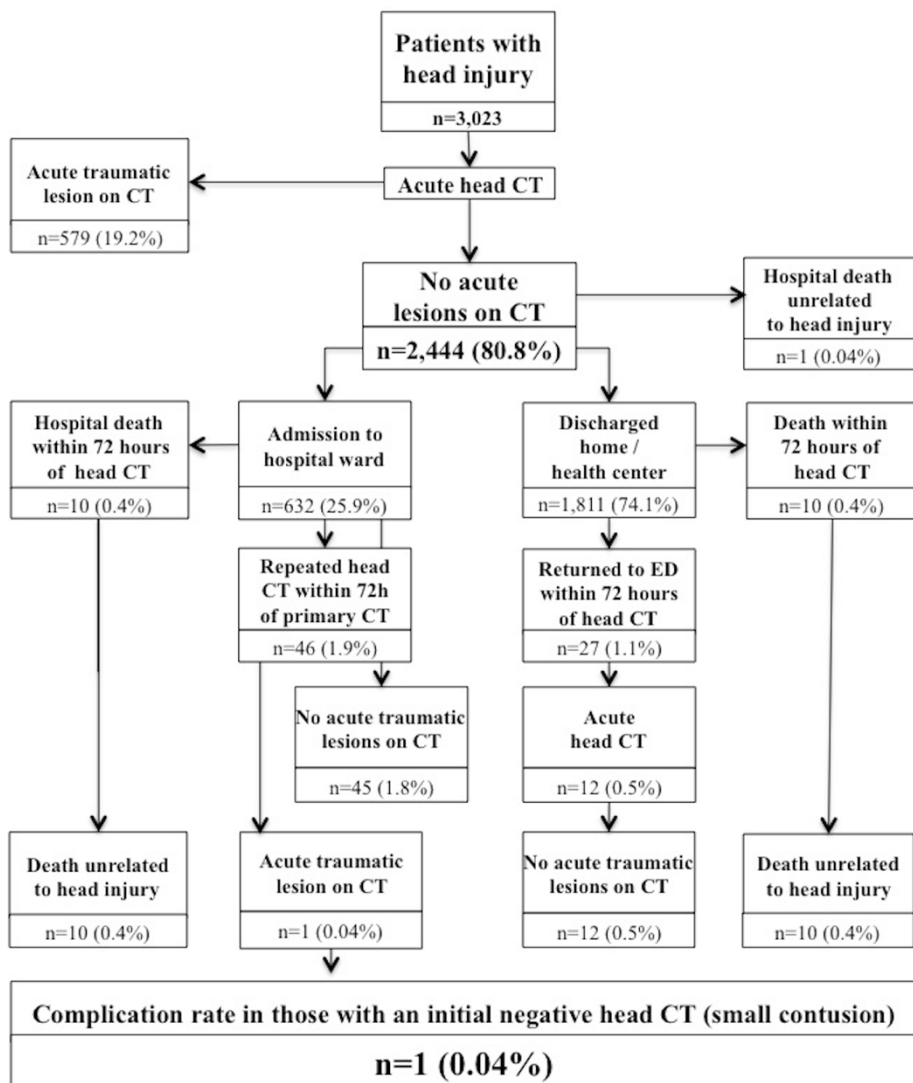 Patients with
head injury
n=3,023
Acute traumatic
lesion on CT
n=579 (19.2%)
Acute head CT
No acute
lesions on CT
n=2,444 (80.8%)
Hospital death
unrelated
to head injury
n=1 (0.04%)
Hospital death
within 72 hours
of head CT
n=10 (0.4%)
Admission to
hospital ward
n=632 (25.9%)
Discharged
home /
health center
n=1,811 (74.1%)
Death within
72 hours of
head CT
n=10 (0.4%)
Repeated head
CT within 72h
of primary CT
n=46 (1.9%)
Returned to ED
within 72 hours
of head CT
n=27 (1.1%)
No acute traumatic
lesions on CT
n=45 (1.8%)
Acute
head CT
n=12 (0.5%)
Death unrelated
to head injury
n=10 (0.4%)
Acute traumatic
lesion on CT
n=1 (0.04%)
No acute traumatic
lesions on CT
n=12 (0.5%)
Death unrelated
to head injury
n=10 (0.4%)
Complication rate in those with an initial negative head CT (small contusion)
n=1 (0.04%)